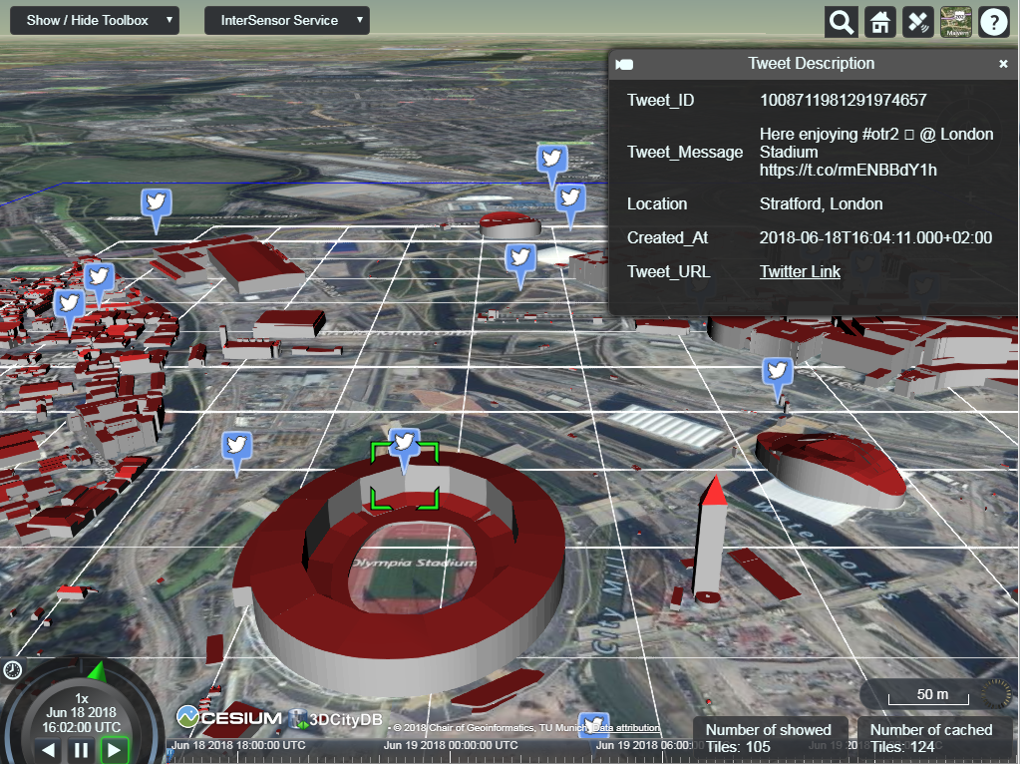 Show / Hide Toolbox
InterSensor Service
Malvern
?
Tweet Description
Tweet_ID
1008711981291974657
Tweet_Message
Here enjoying #otr2 @ London
Stadium
https://t.co/rmENBBdY1h
Location
Stratford, London
Created_At
2018-06-18T16:04:11.000+02:00
Tweet_URL
Twitter Link
Olympia Stadium
Waterworks
City Mill
1x
Jun 18 2018
16:02:00 UTC
CESIUM
3DCityDB
• © 2018 Chair of Geoinformatics, TU Munich Data attribution
50 m
Number of showed
Tiles: 105
Number of cached
Tiles: 124
Jun 18 2018 18:00:00 UTC
Jun 19 2018 00:00:00 UTC
Jun 19 2018 06:00: